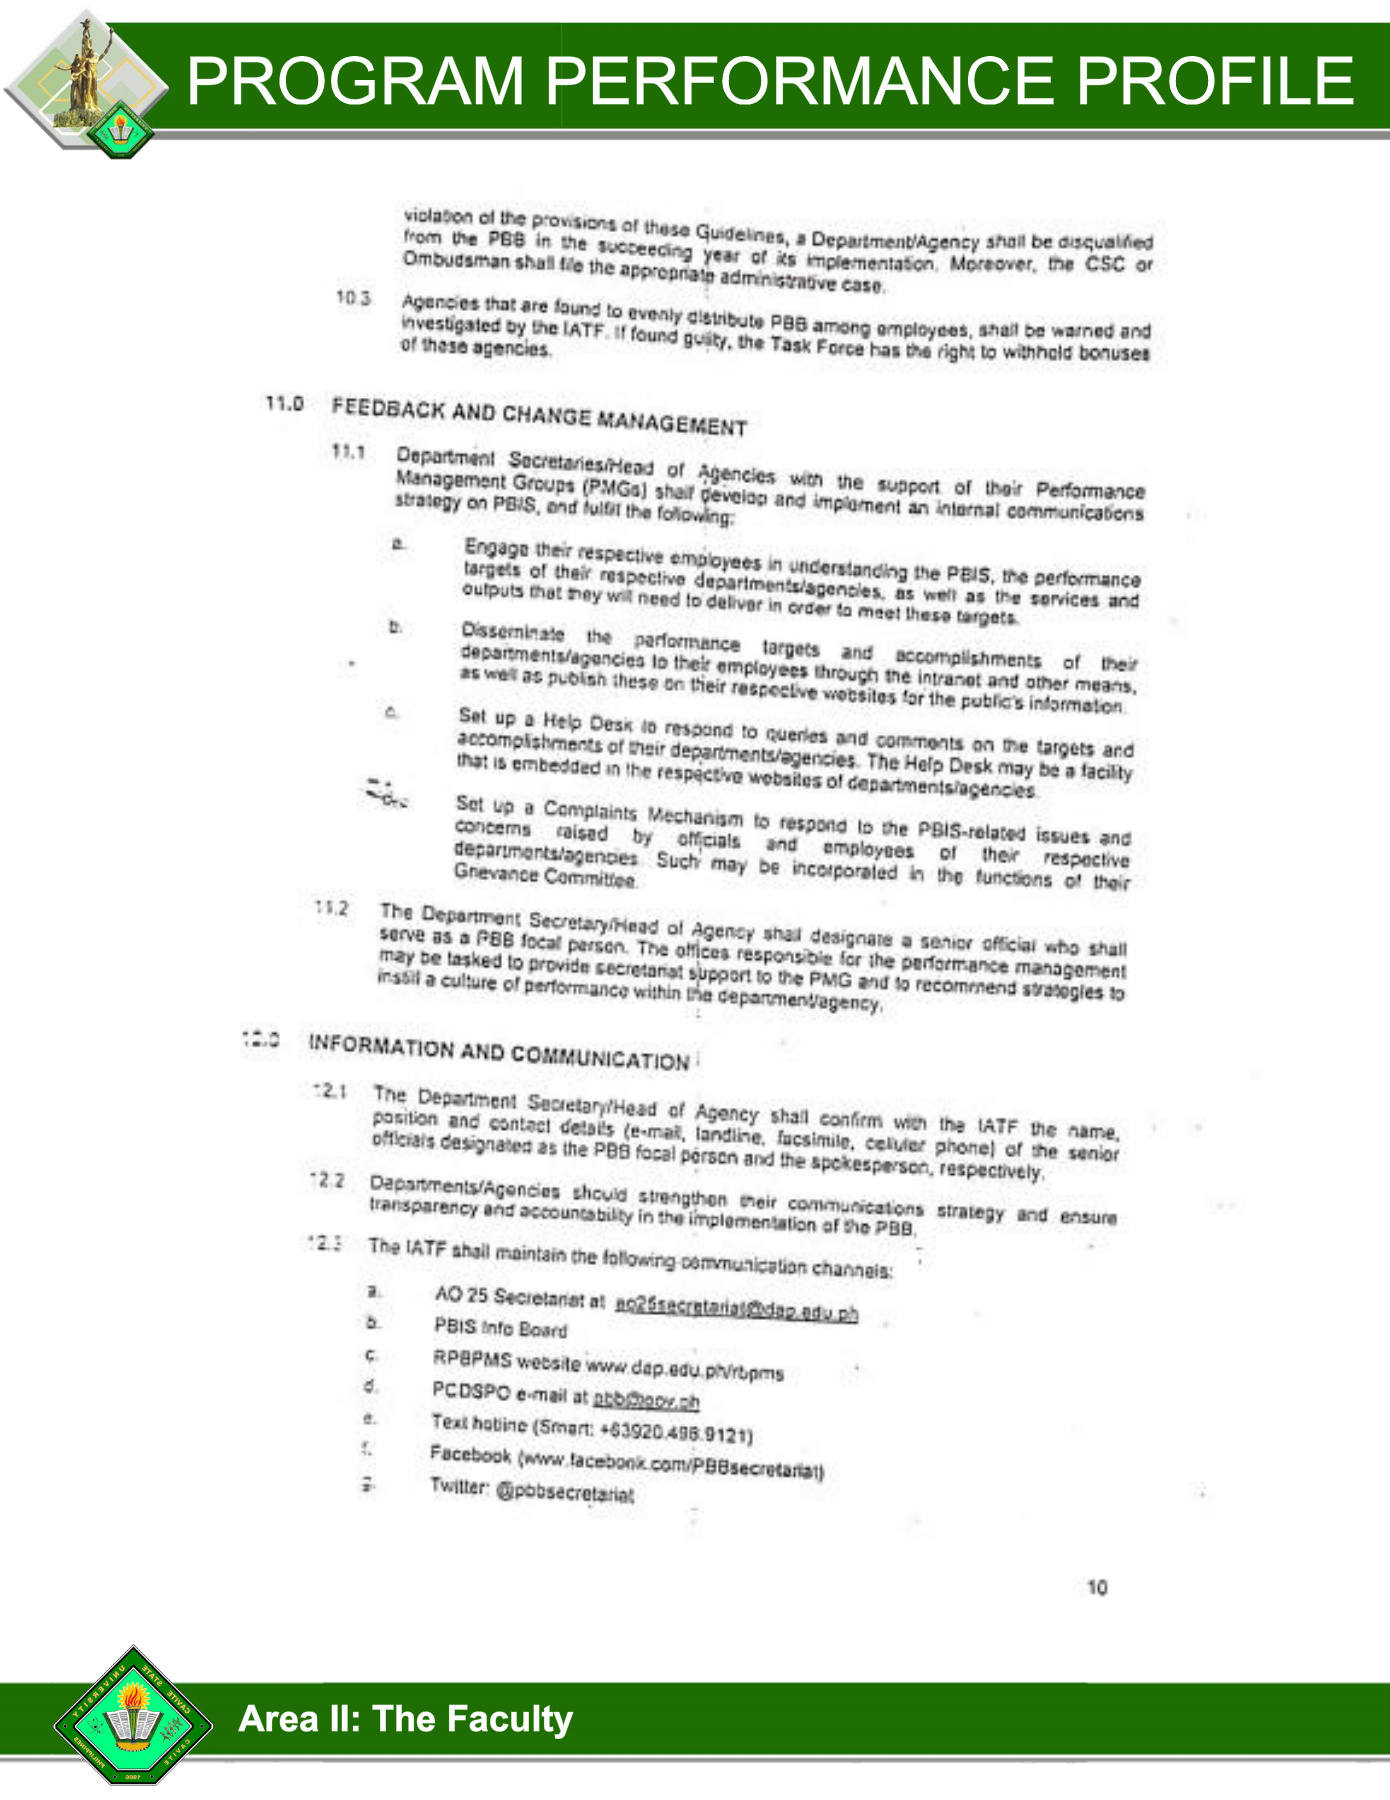 PROGRAM PERFORMANCE PROFILE
violation of the provisions of these Guidelines, a Department/Agency shall be disqualified
from the PBB in the succeeding year of its implementation. Moreover, the CSC or
Ombudsman shall file the appropriate administrative case.
10.3 Agencies that are found to evenly distribute PBB among employees, shall be warned and
investigated by the IATF. If found guilty, the Task Force has the right to withhold bonuses
of these agencies.
11.0 FEEDBACK AND CHANGE MANAGEMENT
11.1 Department Secretaries/Head of Agencies with the support of their Performance
Management Groups (PMGs) shall develop and implement an internal communications
strategy on PBIS, and fulfill the following:
a. Engage their respective employees in understanding the PBIS, the performance
targets of their respective departments/agencies, as well as the services and
outputs that they will need to deliver in order to meet these targets.
b. Disseminate the performance targets and accomplishments of their
departments/agencies to their employees through the intranet and other means,
as well as publish these on their respective websites for the public's information.
c. Set up a Help Desk to respond to queries and comments on the targets and
accomplishments of their departments/agencies. The Help Desk may be a facility
that is embedded in the respective websites of departments/agencies.
Set up a Complaints Mechanism to respond to the PBIS-related issues and
concerns raised by officials and employees of their respective
departments/agencies. Such may be incorporated in the functions of their
Grievance Committee.
11.2 The Department Secretary/Head of Agency shall designate a senior official who shall
serve as a PBB focal person. The offices responsible for the performance management
may be tasked to provide secretariat support to the PMG and to recommend strategies to
instill a culture of performance within the department/agency.
12.0 INFORMATION AND COMMUNICATION
12.1 The Department Secretary/Head of Agency shall confirm with the IATF the name,
position and contact details (e-mail, landline, facsimile, cellular phone) of the senior
officials designated as the PBB focal person and the spokesperson, respectively.
12.2 Departments/Agencies should strengthen their communications strategy and ensure
transparency and accountability in the implementation of the PBB.
12.3 The IATF shall maintain the following communication channels:
a. AO 25 Secretariat at ao25secretariat@dap.edu.ph
b. PBIS Info Board
c. RPBPMS website www.dap.edu.ph/rbpms
d. PCDSPO e-mail at pbb@gov.ph
e. Text hotline (Smart: +63920.498.9121)
f. Facebook (www.facebook.com/PBBsecretariat)
g. Twitter: @pbbsecretariat
10
Area II: The Faculty
CAVITE STATE UNIVERSITY
CAVITE
PHILIPPINES
1906